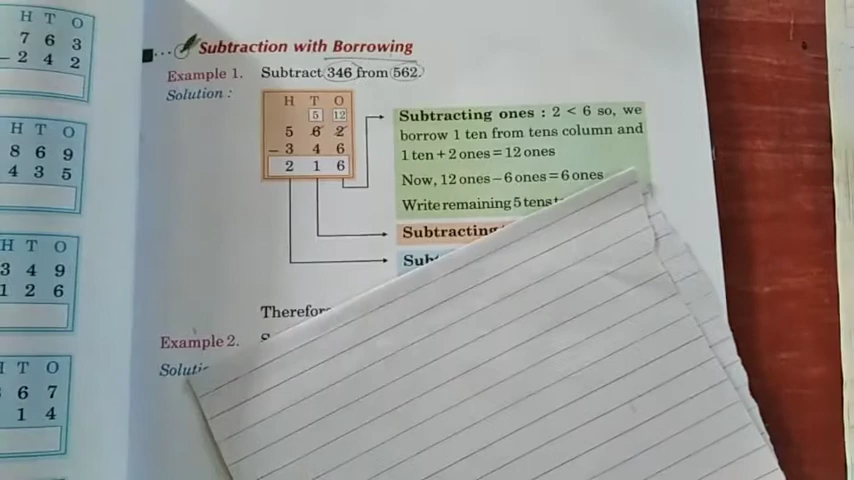 H T O
7 6 3
– 2 4 2
H T O
8 6 9
4 3 5
H T O
3 4 9
1 2 6
T O
6 7
1 4
Subtraction with Borrowing
Example 1. Subtract 346 from 562.
Solution :
H T O
5 12
5 6 2
– 3 4 6
2 1 6
Subtracting ones : 2 < 6 so, we
borrow 1 ten from tens column and
1 ten + 2 ones = 12 ones
Now, 12 ones – 6 ones = 6 ones
Write remaining 5 tens
Subtracting
Example 2.